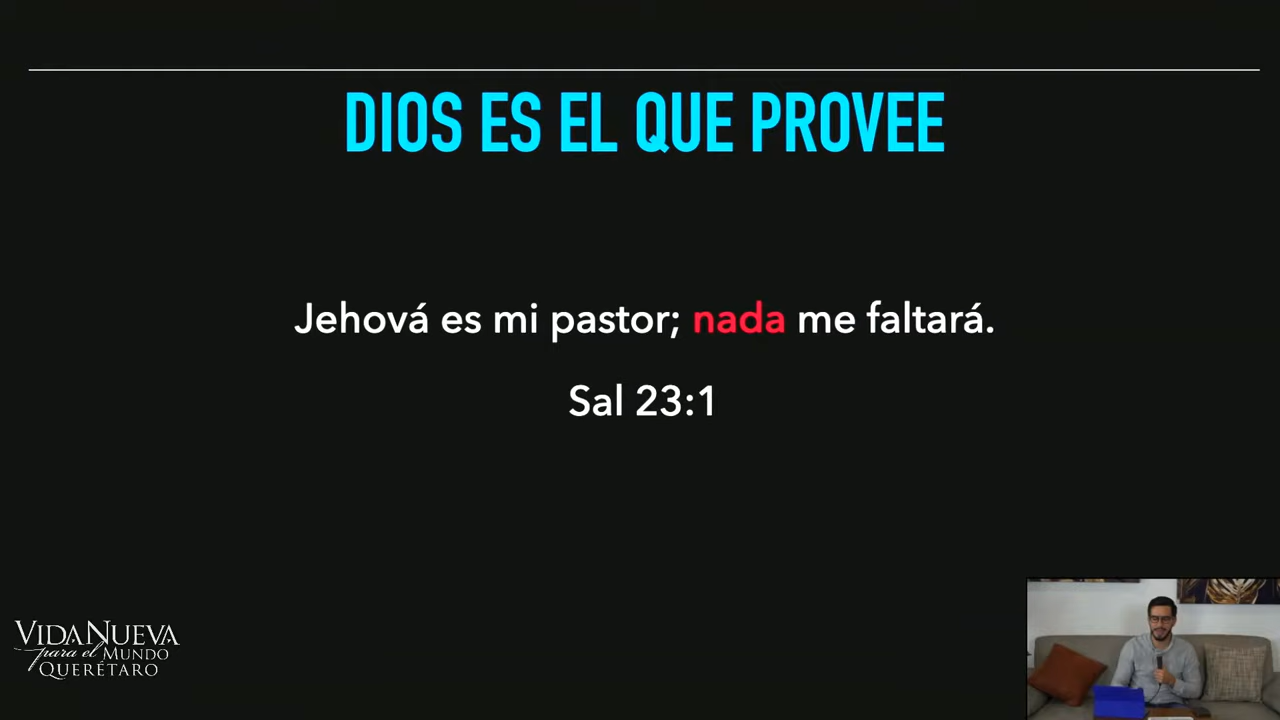 DIOS ES EL QUE PROVEE
Jehová es mi pastor; nada me faltará.
Sal 23:1
VIDA NUEVA
para el MUNDO
QUERÉTARO